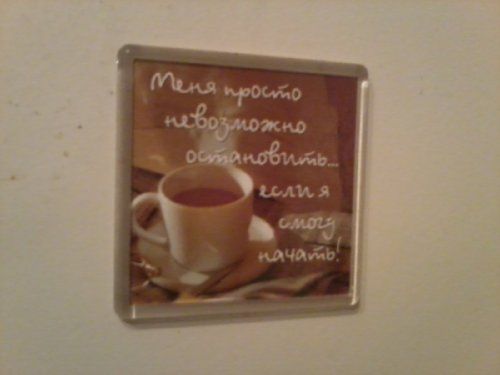 Меня просто
невозможно
остановить...
если я
смогу
начать!